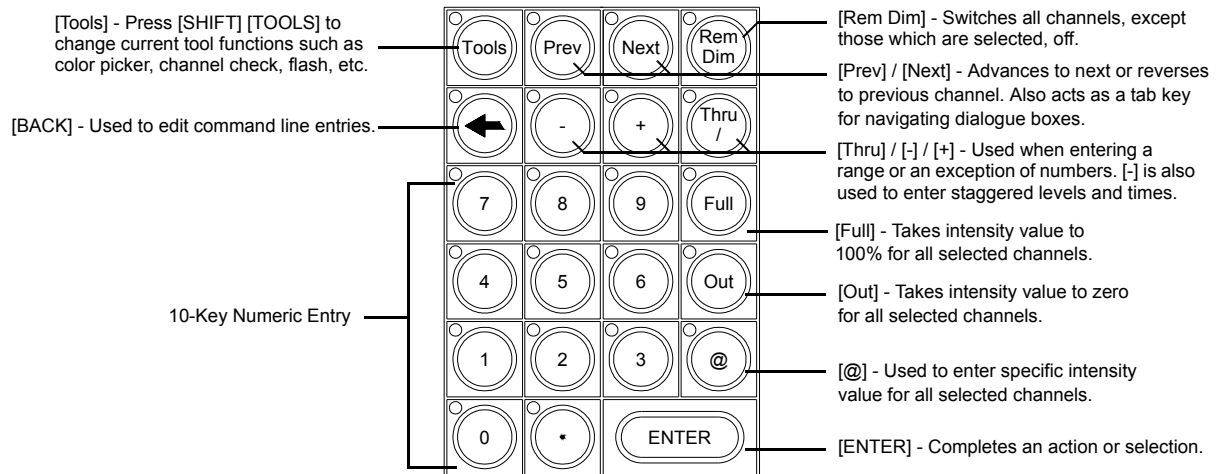 [Tools] - Press [SHIFT] [TOOLS] to
change current tool functions such as
color picker, channel check, flash, etc.
[BACK] - Used to edit command line entries.
10-Key Numeric Entry
Tools
Prev
Next
Rem
Dim
-
+
Thru
/
7
8
9
Full
4
5
6
Out
1
2
3
@
0
.
ENTER
[Rem Dim] - Switches all channels, except
those which are selected, off.
[Prev] / [Next] - Advances to next or reverses
to previous channel. Also acts as a tab key
for navigating dialogue boxes.
[Thru] / [-] / [+] - Used when entering a
range or an exception of numbers. [-] is also
used to enter staggered levels and times.
[Full] - Takes intensity value to
100% for all selected channels.
[Out] - Takes intensity value to zero
for all selected channels.
[@] - Used to enter specific intensity
value for all selected channels.
[ENTER] - Completes an action or selection.